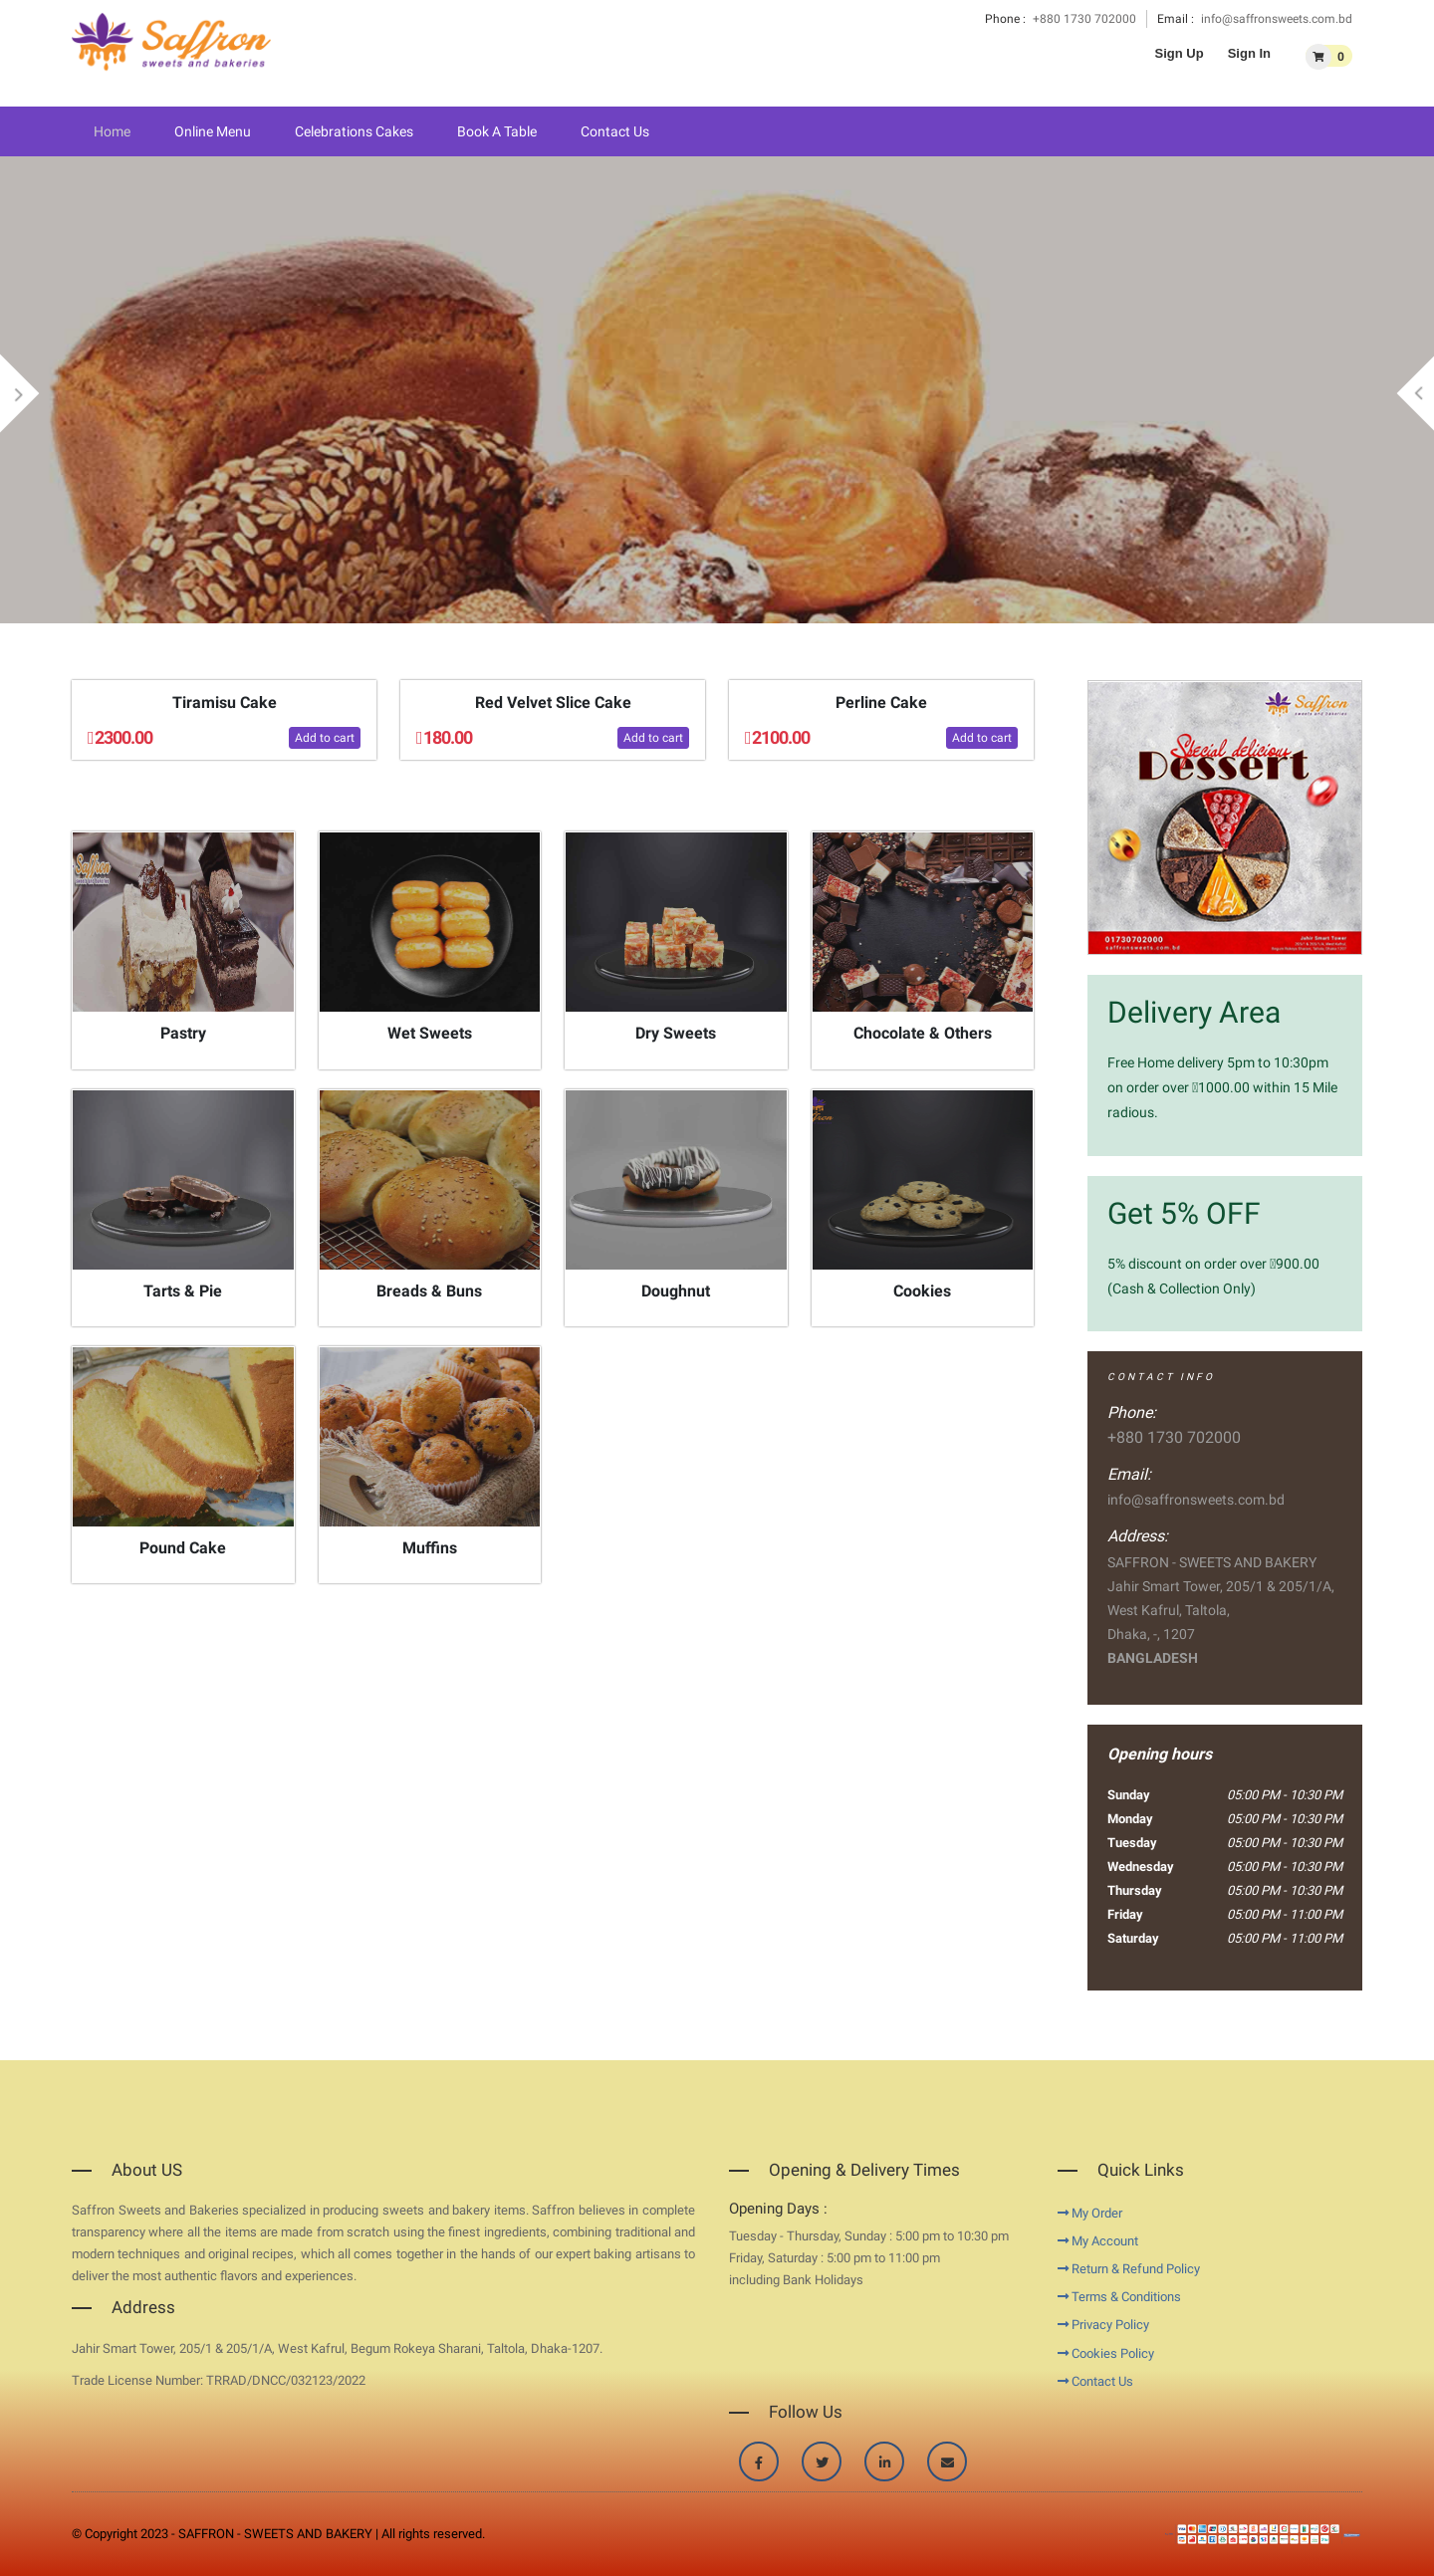 Saffron
sweets and bakeries
Phone : +880 1730 702000
Email : info@saffronsweets.com.bd
Sign Up
Sign In
0
Home
Online Menu
Celebrations Cakes
Book A Table
Contact Us
Tiramisu Cake
2300.00
Add to cart
Red Velvet Slice Cake
180.00
Add to cart
Perline Cake
2100.00
Add to cart
Saffron
sweets and bakeries
Special delicious
Dessert
01730702000
saffronsweets.com.bd
Jahir Smart Tower
Saffron
Pastry
Wet Sweets
Dry Sweets
Chocolate & Others
Tarts & Pie
Breads & Buns
Doughnut
Cookies
Pound Cake
Muffins
Delivery Area
Free Home delivery 5pm to 10:30pm
on order over 1000.00 within 15 Mile
radious.
Get 5% OFF
5% discount on order over 900.00
(Cash & Collection Only)
CONTACT INFO
Phone:
+880 1730 702000
Email:
info@saffronsweets.com.bd
Address:
SAFFRON - SWEETS AND BAKERY
Jahir Smart Tower, 205/1 & 205/1/A,
West Kafrul, Taltola,
Dhaka, -, 1207
BANGLADESH
Opening hours
Sunday 05:00 PM - 10:30 PM
Monday 05:00 PM - 10:30 PM
Tuesday 05:00 PM - 10:30 PM
Wednesday 05:00 PM - 10:30 PM
Thursday 05:00 PM - 10:30 PM
Friday 05:00 PM - 11:00 PM
Saturday 05:00 PM - 11:00 PM
About US
Saffron Sweets and Bakeries specialized in producing sweets and bakery items. Saffron believes in complete
transparency where all the items are made from scratch using the finest ingredients, combining traditional and
modern techniques and original recipes, which all comes together in the hands of our expert baking artisans to
deliver the most authentic flavors and experiences.
Address
Jahir Smart Tower, 205/1 & 205/1/A, West Kafrul, Begum Rokeya Sharani, Taltola, Dhaka-1207.
Trade License Number: TRRAD/DNCC/032123/2022
Opening & Delivery Times
Opening Days :
Tuesday - Thursday, Sunday : 5:00 pm to 10:30 pm
Friday, Saturday : 5:00 pm to 11:00 pm
including Bank Holidays
Follow Us
Quick Links
My Order
My Account
Return & Refund Policy
Terms & Conditions
Privacy Policy
Cookies Policy
Contact Us
© Copyright 2023 - SAFFRON - SWEETS AND BAKERY | All rights reserved.